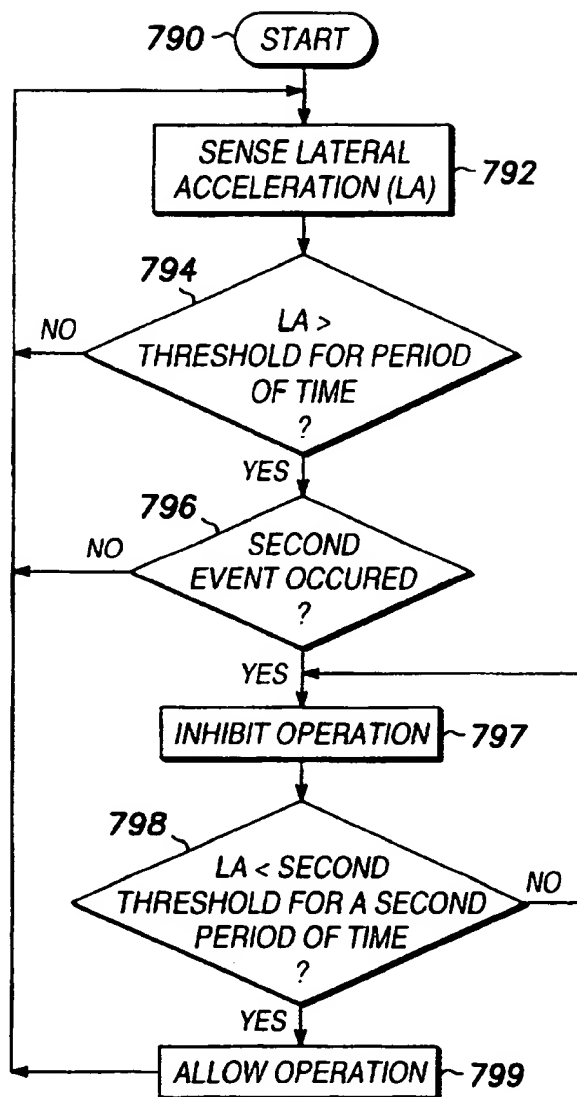 790
START
SENSE LATERAL
ACCELERATION (LA)
792
794
NO
LA >
THRESHOLD FOR PERIOD
OF TIME
?
YES
796
NO
SECOND
EVENT OCCURED
?
YES
INHIBIT OPERATION
797
798
LA < SECOND
THRESHOLD FOR A SECOND
PERIOD OF TIME
?
NO
YES
ALLOW OPERATION
799